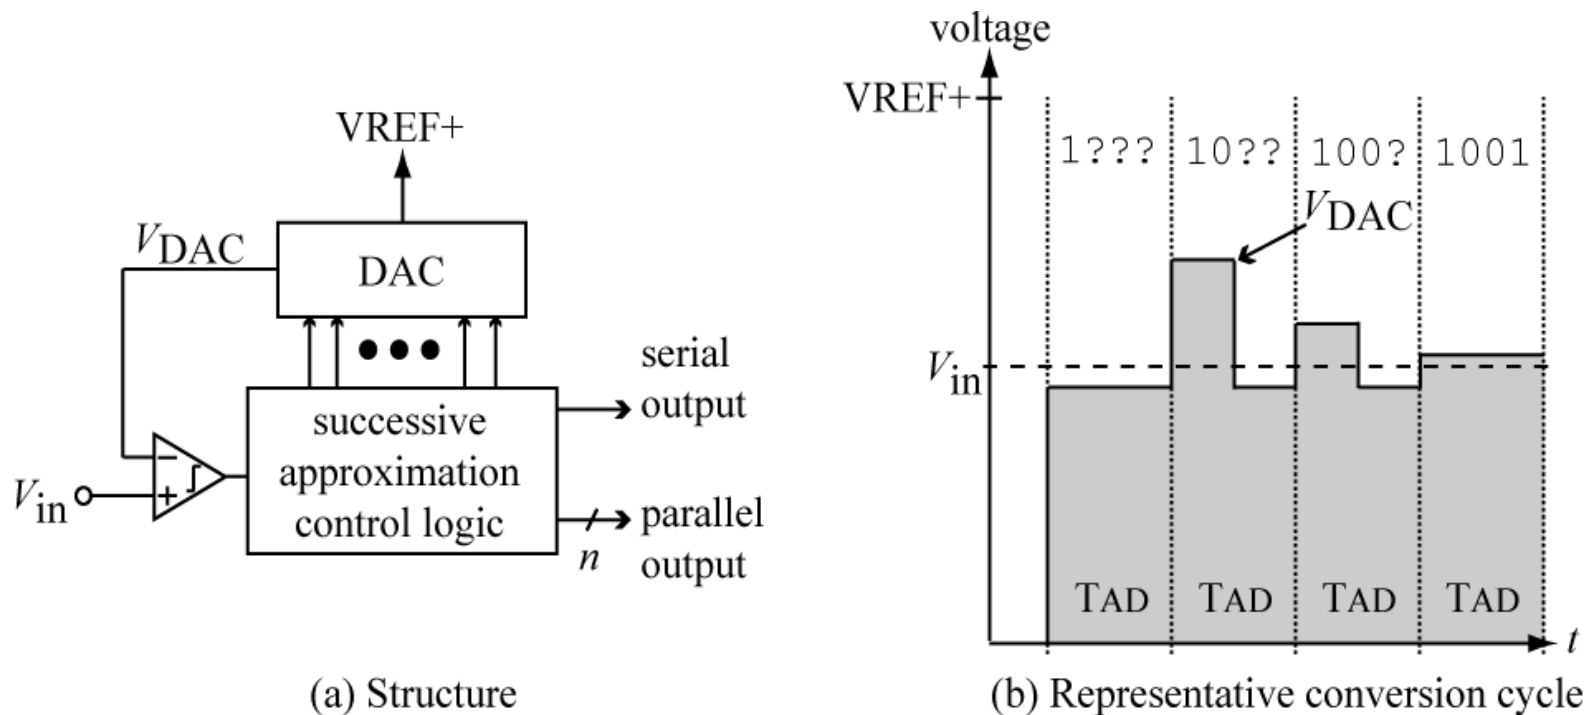 VREF+
VDAC
DAC
serial
output
successive
approximation
control logic
Vin
parallel
output
n
(a) Structure
voltage
VREF+
1??? 10?? 100? 1001
VDAC
Vin
TAD TAD TAD TAD
t
(b) Representative conversion cycle